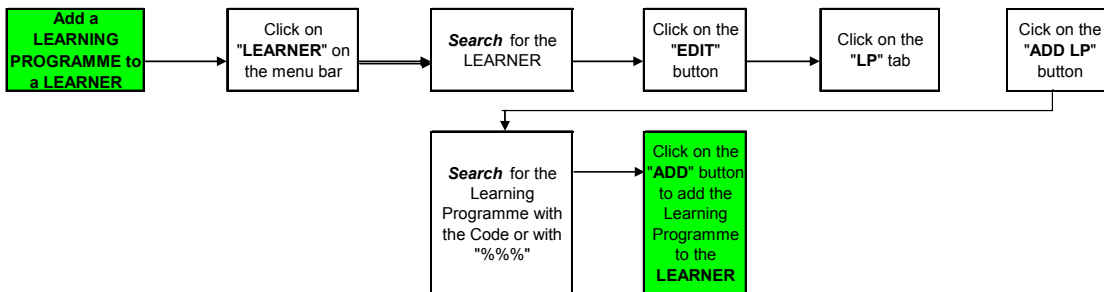 Add a
LEARNING
PROGRAMME to
a LEARNER
Click on
"LEARNER" on
the menu bar
Search for the
LEARNER
Click on the
"EDIT"
button
Click on the
"LP" tab
Cick on the
"ADD LP"
button
Search for the
Learning
Programme with
the Code or with
"%%%"
Click on the
"ADD" button
to add the
Learning
Programme
to the
LEARNER